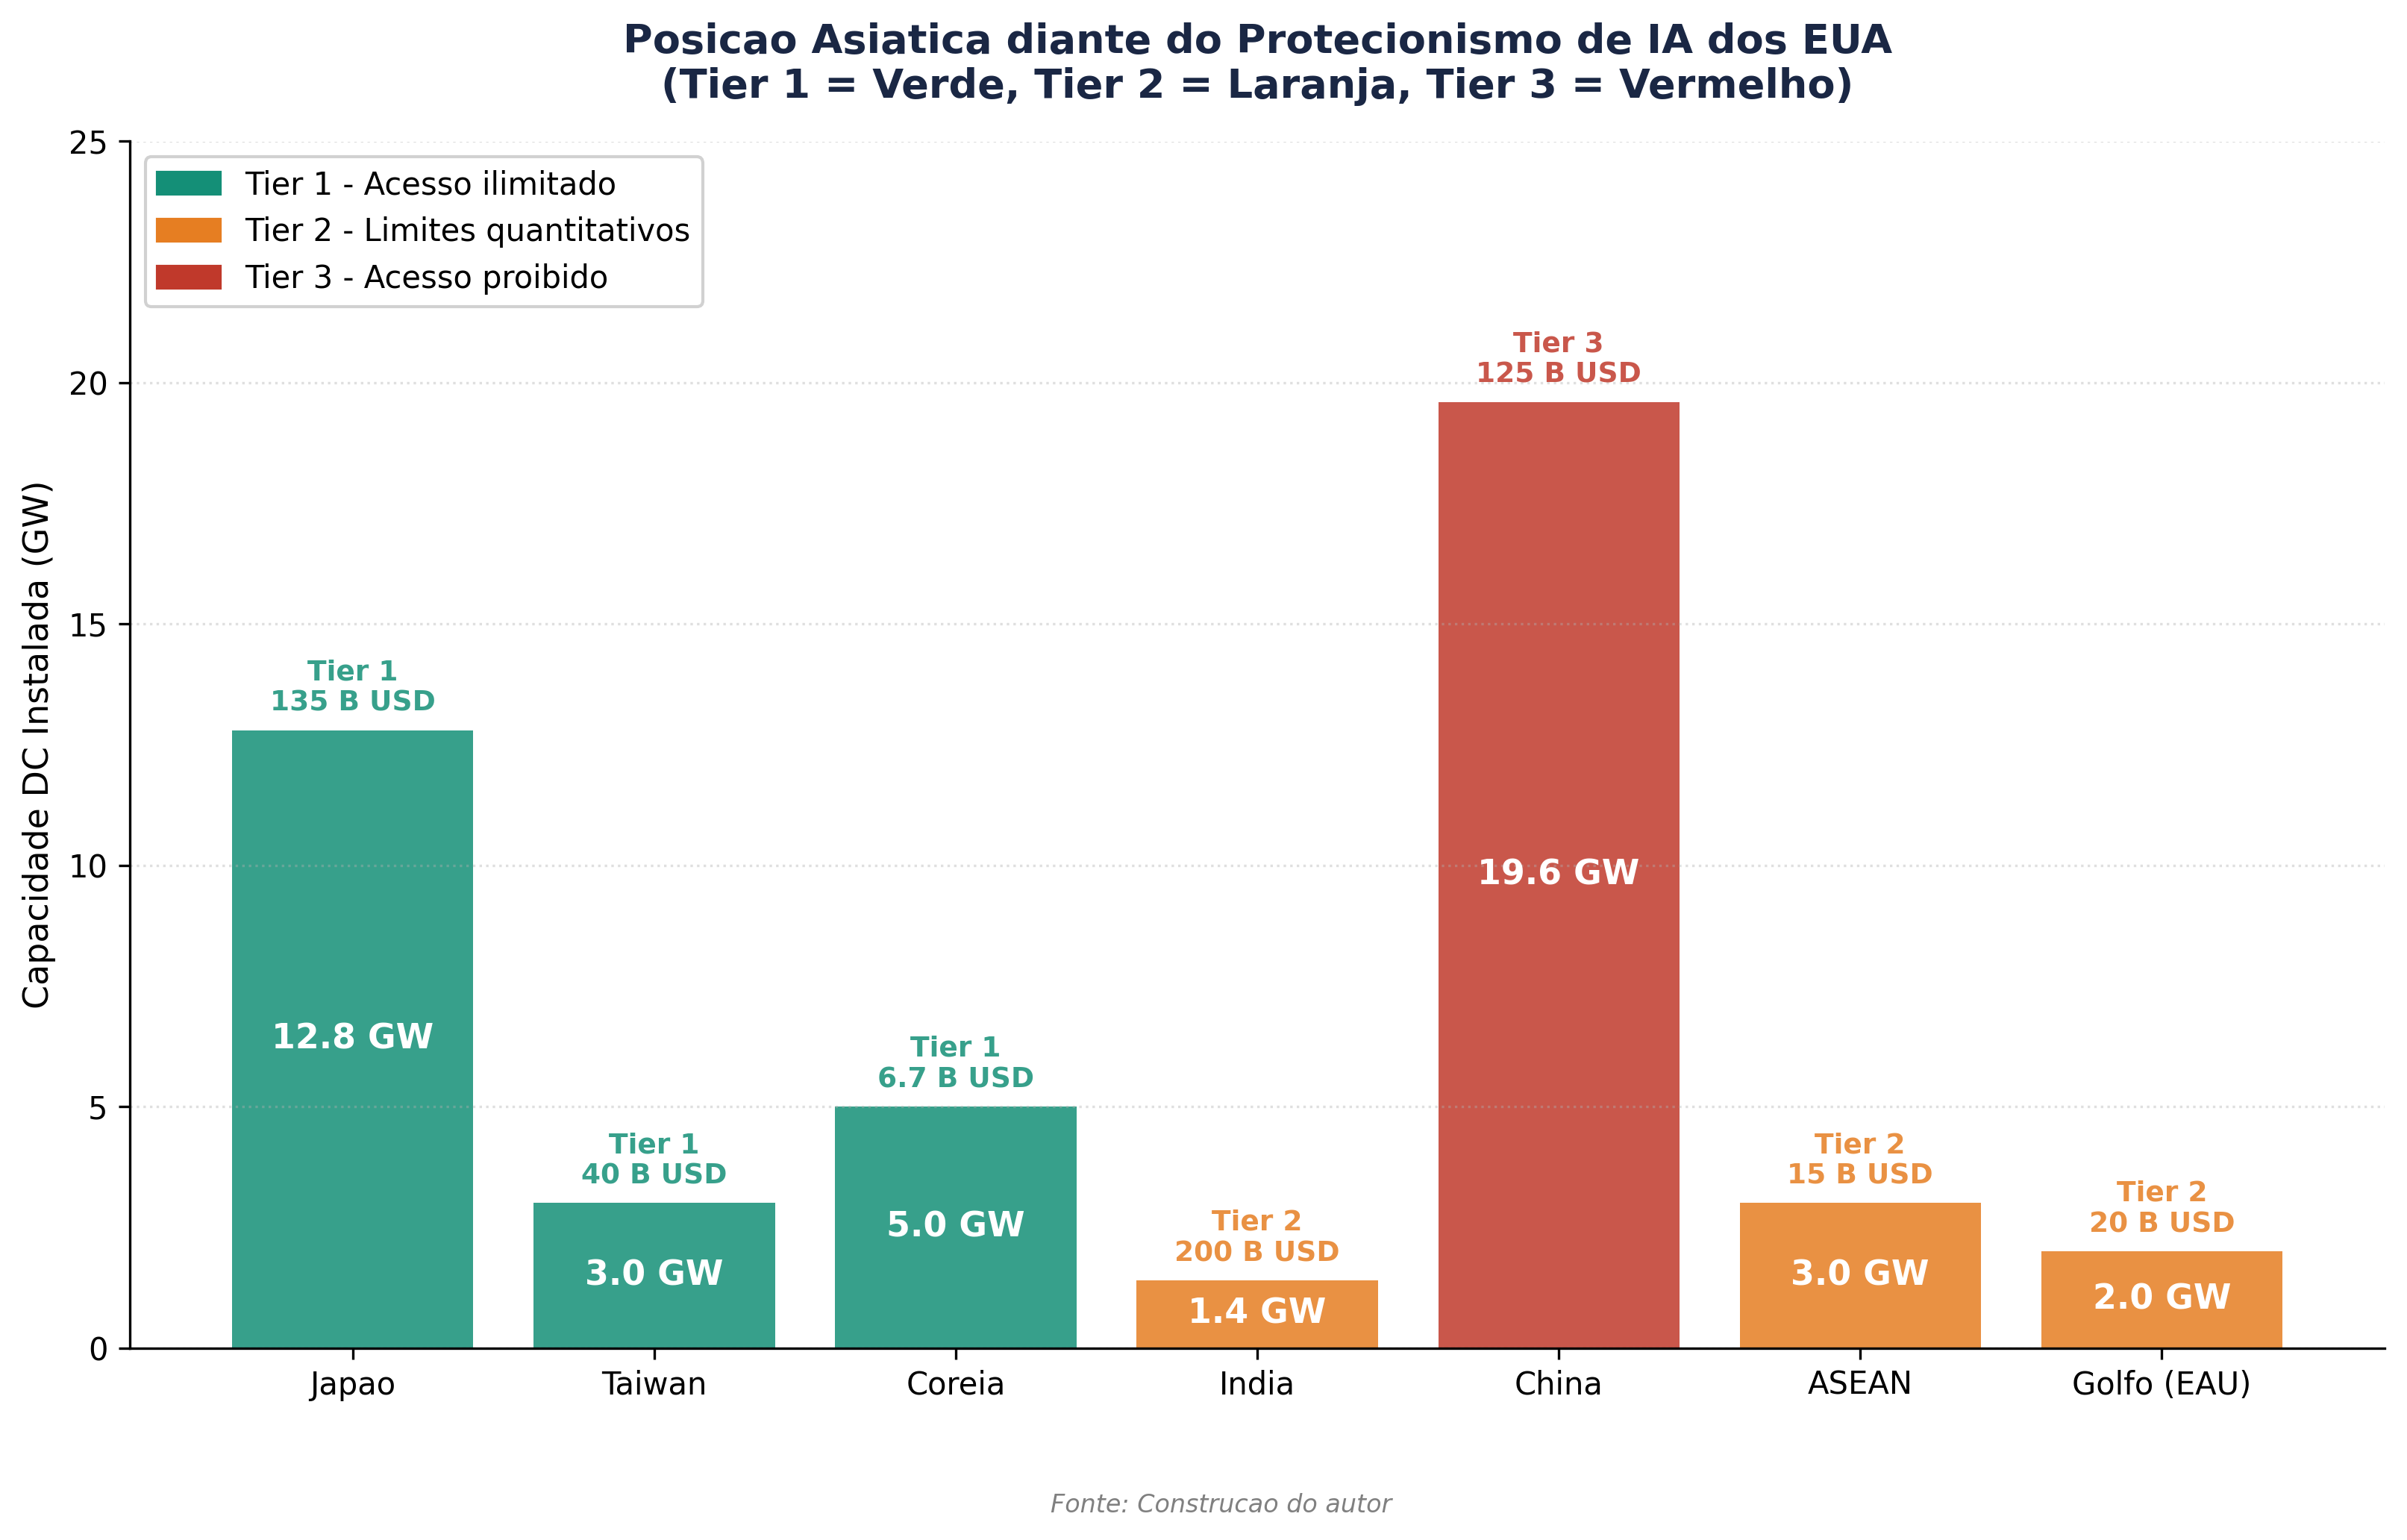 Posicao Asiatica diante do Protecionismo de IA dos EUA
(Tier 1 = Verde, Tier 2 = Laranja, Tier 3 = Vermelho)
Capacidade DC Instalada (GW)
25
20
15
10
5
0
Tier 1 - Acesso ilimitado
Tier 2 - Limites quantitativos
Tier 3 - Acesso proibido
Tier 1
135 B USD
12.8 GW
Tier 1
40 B USD
3.0 GW
Tier 1
6.7 B USD
5.0 GW
Tier 2
200 B USD
1.4 GW
Tier 3
125 B USD
19.6 GW
Tier 2
15 B USD
3.0 GW
Tier 2
20 B USD
2.0 GW
Japao
Taiwan
Coreia
India
China
ASEAN
Golfo (EAU)
Fonte: Construcao do autor